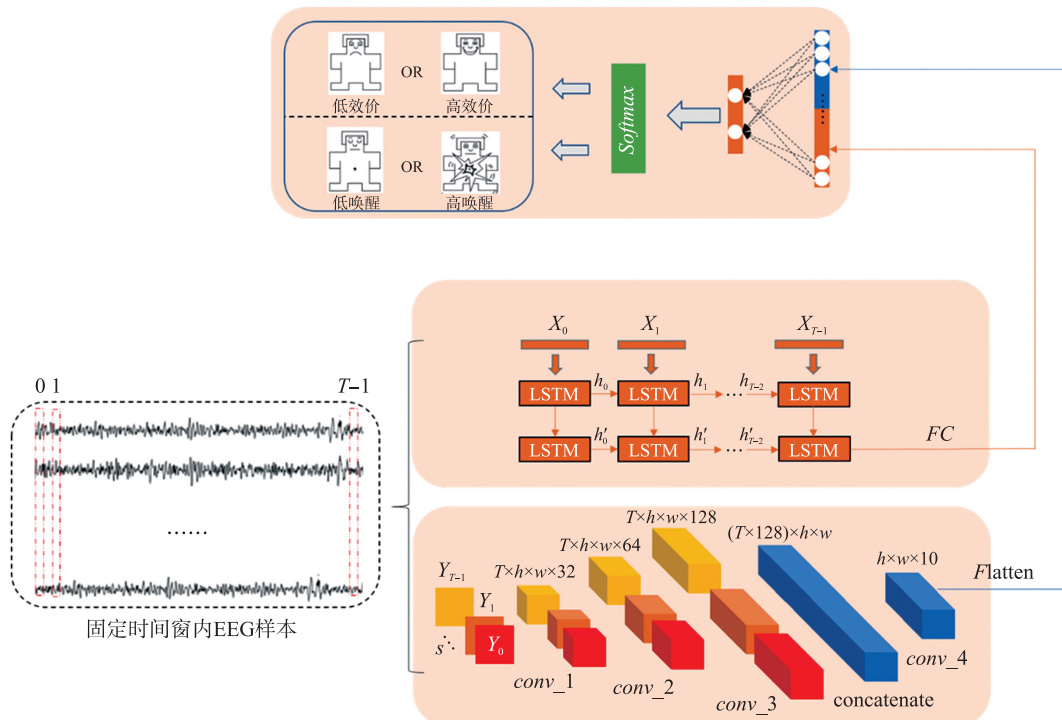 OR
低效价 高效价
OR
低唤醒 高唤醒
Softmax
X₀ X₁ X_{T−1}
LSTM h₀ LSTM h₁ … h_{T−2} LSTM
LSTM h′₀ LSTM h′₁ … h′_{T−2} LSTM
FC
0 1 T−1
……
固定时间窗内EEG样本
Y_{T−1}
Y₁
Y₀
s
T×h×w×32
T×h×w×64
T×h×w×128
(T×128)×h×w
h×w×10
Flatten
conv_1
conv_2
conv_3
concatenate
conv_4